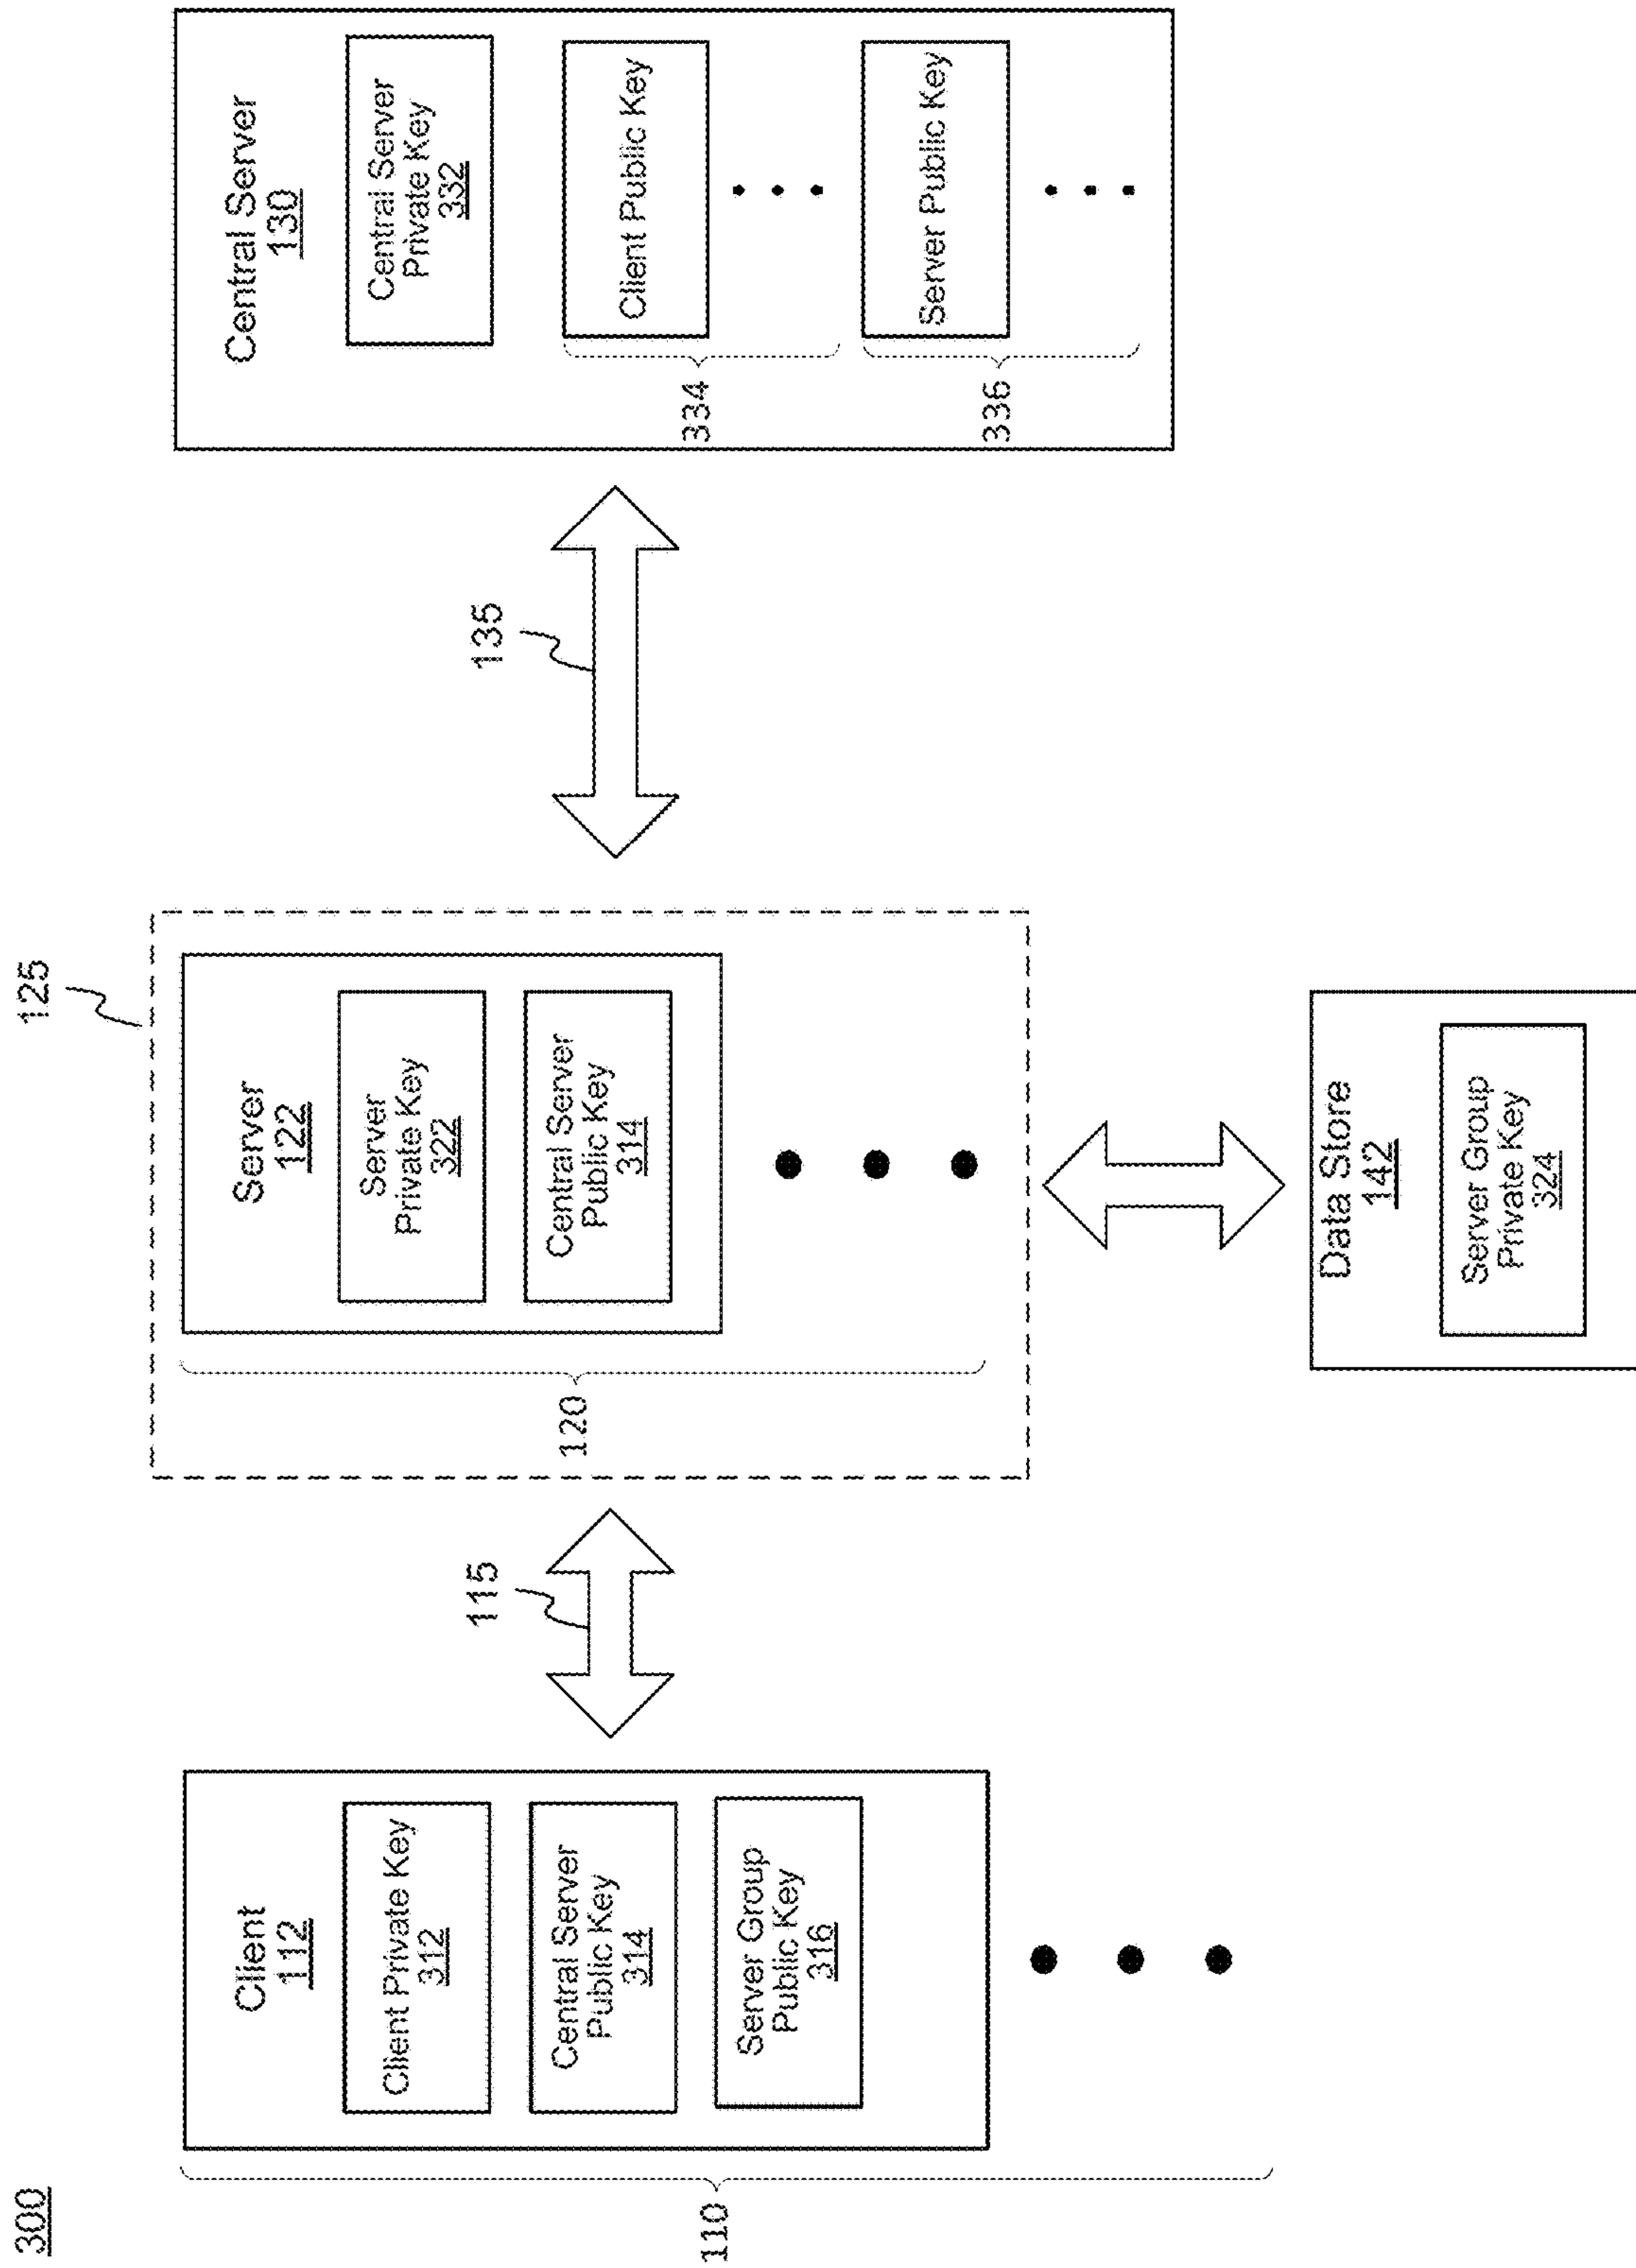 300
110
Client
112
Client Private Key
312
Central Server
Public Key
314
Server Group
Public Key
316
115
125
120
Server
122
Server
Private Key
322
Central Server
Public Key
314
Data Store
142
Server Group
Private Key
324
135
Central Server
130
Central Server
Private Key
332
334
Client Public Key
336
Server Public Key